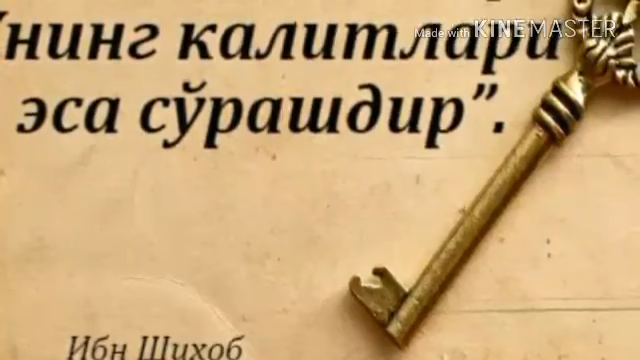 Made with KINEMASTER
нинг калитлари
эса сўрашдир”.
Ибн Шихоб